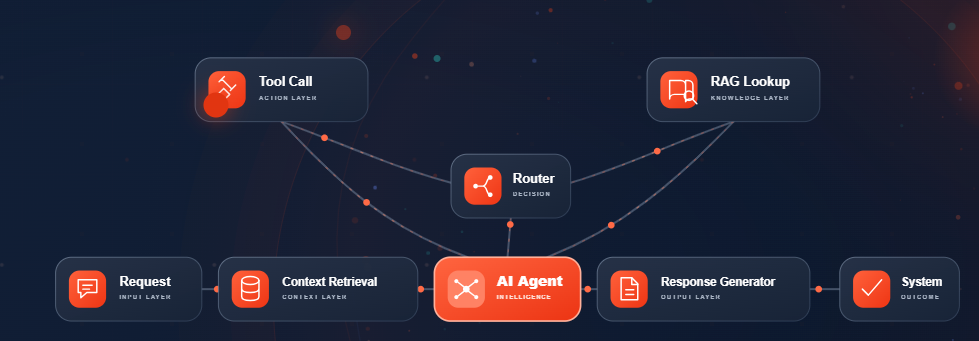 Tool Call
ACTION LAYER
RAG Lookup
KNOWLEDGE LAYER
Router
DECISION
Request
INPUT LAYER
Context Retrieval
CONTEXT LAYER
AI Agent
INTELLIGENCE
Response Generator
OUTPUT LAYER
System
OUTCOME